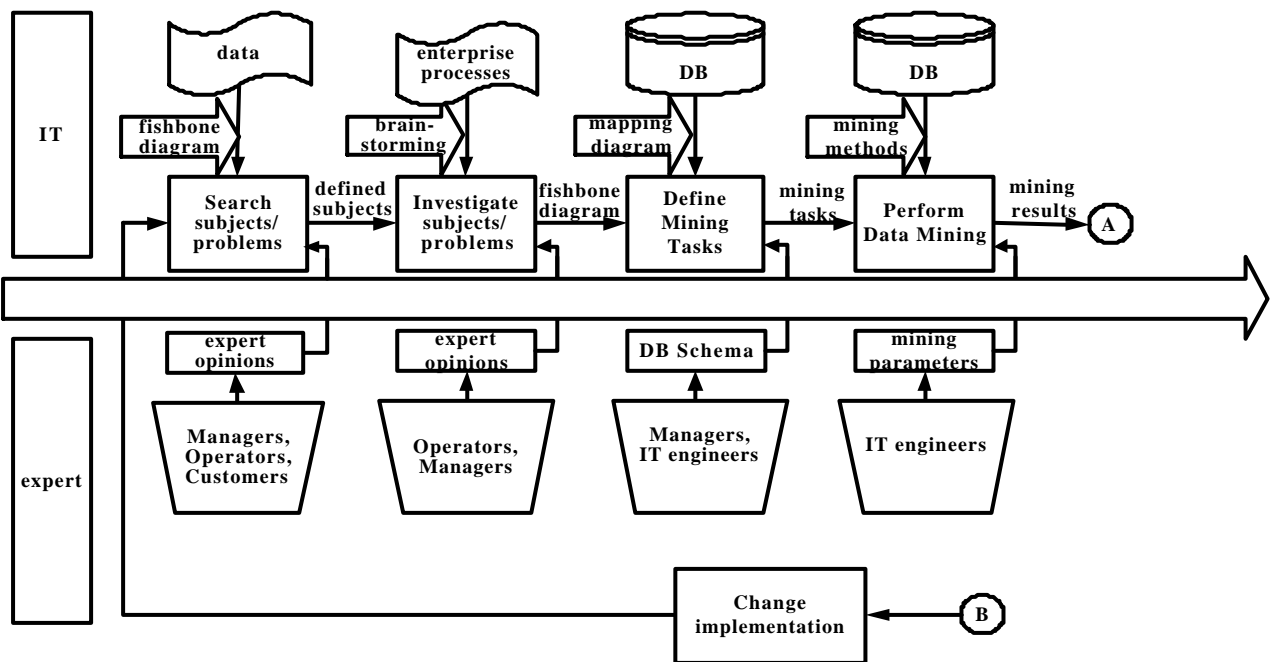 data
enterprise
processes
DB
DB
IT
fishbone
diagram
brain-
storming
mapping
diagram
mining
methods
Search
subjects/
problems
defined
subjects
Investigate
subjects/
problems
fishbone
diagram
Define
Mining
Tasks
mining
tasks
Perform
Data Mining
mining
results
A
expert
opinions
expert
opinions
DB Schema
mining
parameters
Managers,
Operators,
Customers
Operators,
Managers
Managers,
IT engineers
IT engineers
expert
Change
implementation
B